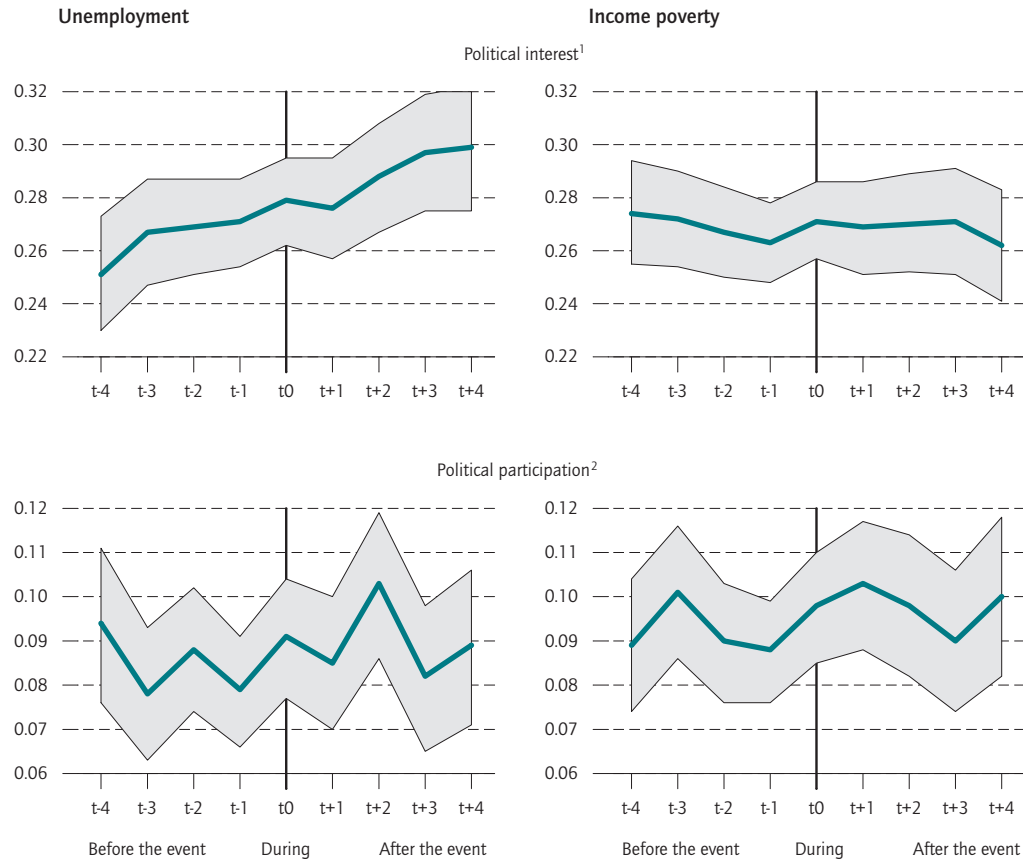 Unemployment Income poverty
Political interest1
0.32 0.32
0.30 0.30
0.28 0.28
0.26 0.26
0.24 0.24
0.22 0.22
t-4 t-3 t-2 t-1 t0 t+1 t+2 t+3 t+4 t-4 t-3 t-2 t-1 t0 t+1 t+2 t+3 t+4
Political participation2
0.12 0.12
0.11 0.11
0.10 0.10
0.09 0.09
0.08 0.08
0.07 0.07
0.06 0.06
t-4 t-3 t-2 t-1 t0 t+1 t+2 t+3 t+4 t-4 t-3 t-2 t-1 t0 t+1 t+2 t+3 t+4
Before the event During After the event Before the event During After the event